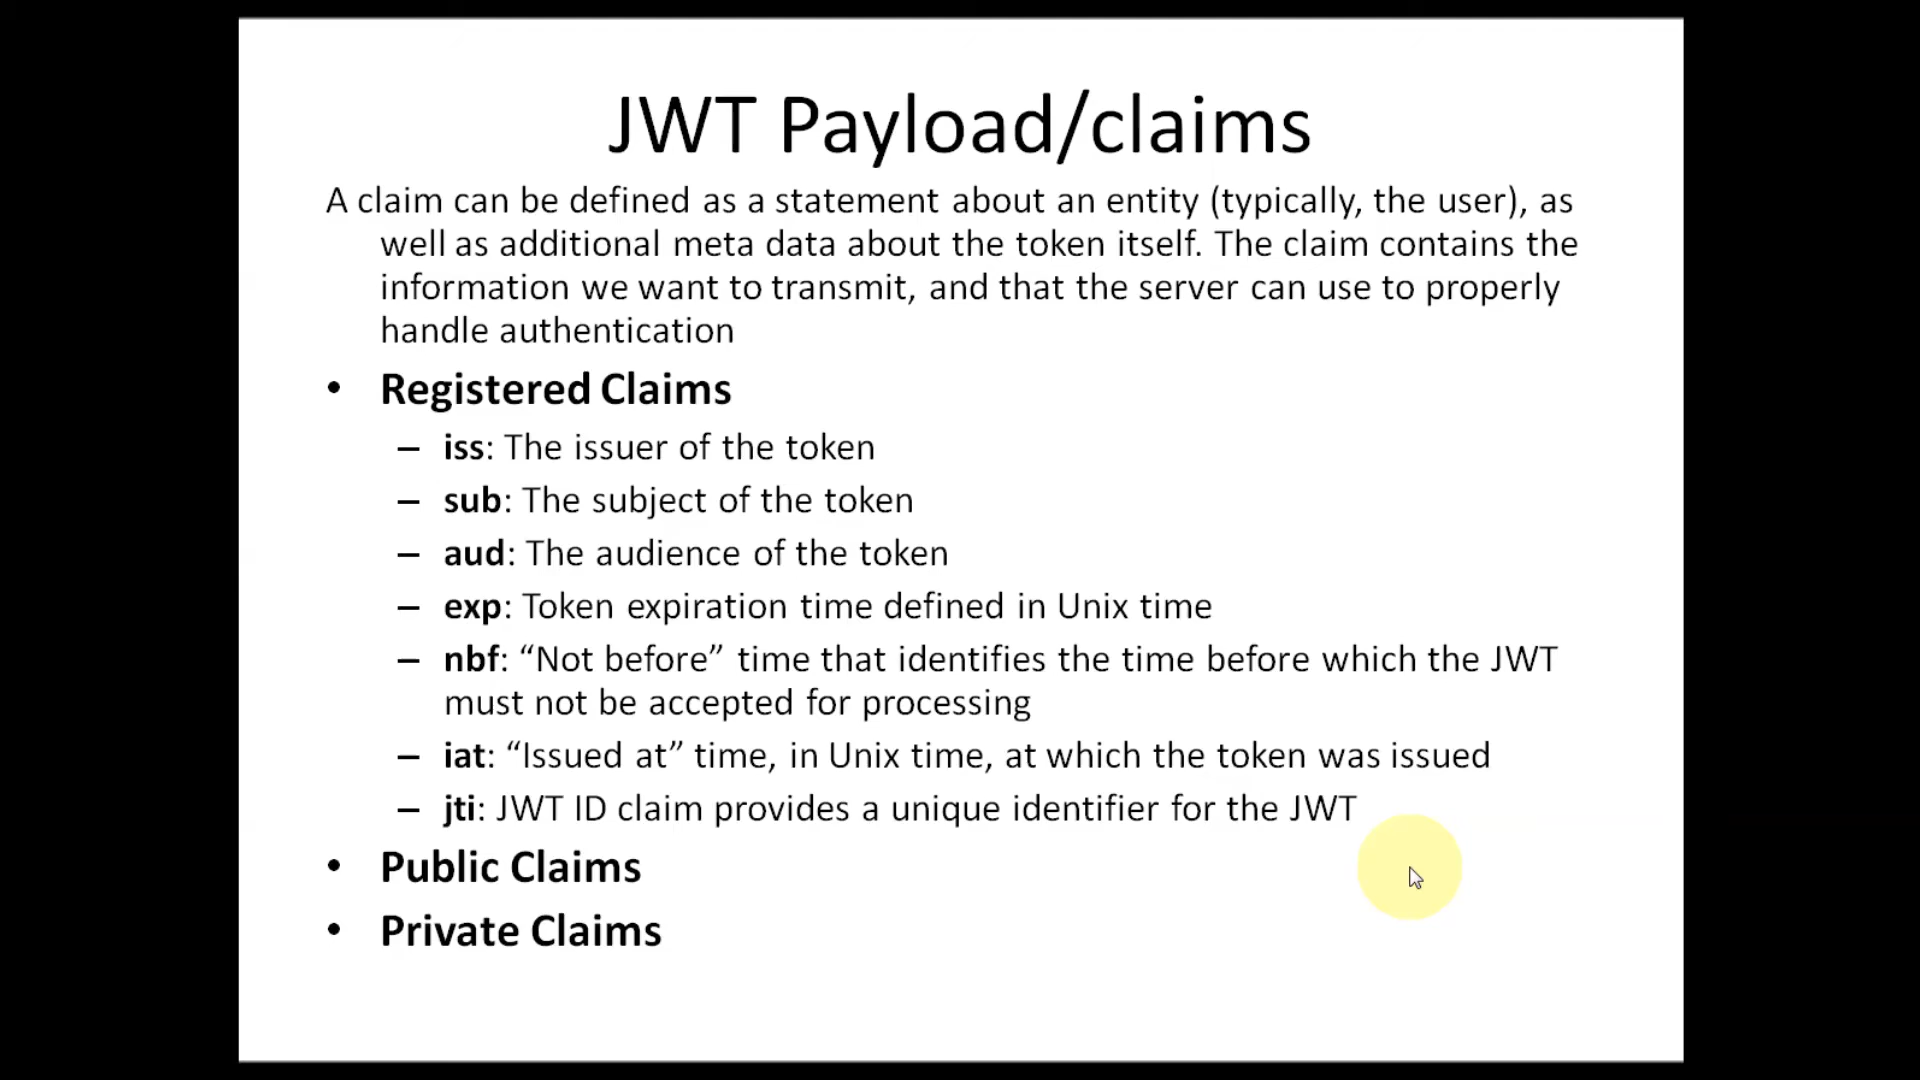 JWT Payload/claims
A claim can be defined as a statement about an entity (typically, the user), as
well as additional meta data about the token itself. The claim contains the
information we want to transmit, and that the server can use to properly
handle authentication
• Registered Claims
– iss: The issuer of the token
– sub: The subject of the token
– aud: The audience of the token
– exp: Token expiration time defined in Unix time
– nbf: “Not before” time that identifies the time before which the JWT
must not be accepted for processing
– iat: “Issued at” time, in Unix time, at which the token was issued
– jti: JWT ID claim provides a unique identifier for the JWT
• Public Claims
• Private Claims